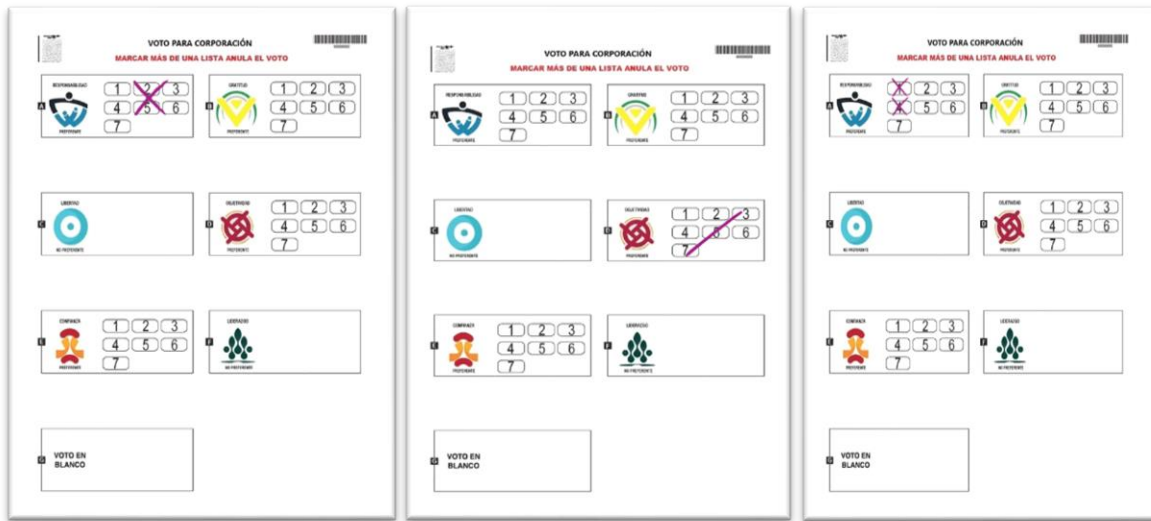 VOTO PARA CORPORACIÓN
MARCAR MÁS DE UNA LISTA ANULA EL VOTO
A
RESPONSABILIDAD
PREFERENTE
1 2 3
4 5 6
7
B
GRATITUD
1 2 3
4 5 6
7
C
LIBERTAD
NO PREFERENTE
D
OBJETIVIDAD
PREFERENTE
1 2 3
4 5 6
7
E
CONFIANZA
PREFERENTE
1 2 3
4 5 6
7
F
LIDERAZGO
NO PREFERENTE
G
VOTO EN
BLANCO
VOTO PARA CORPORACIÓN
MARCAR MÁS DE UNA LISTA ANULA EL VOTO
A
RESPONSABILIDAD
PREFERENTE
1 2 3
4 5 6
7
B
GRATITUD
PREFERENTE
1 2 3
4 5 6
7
C
LIBERTAD
NO PREFERENTE
D
OBJETIVIDAD
PREFERENTE
1 2 3
4 5 6
7
E
CONFIANZA
PREFERENTE
1 2 3
4 5 6
7
F
LIDERAZGO
NO PREFERENTE
G
VOTO EN
BLANCO
VOTO PARA CORPORACIÓN
MARCAR MÁS DE UNA LISTA ANULA EL VOTO
A
RESPONSABILIDAD
PREFERENTE
1 2 3
4 5 6
7
B
GRATITUD
PREFERENTE
1 2 3
4 5 6
7
C
LIBERTAD
NO PREFERENTE
D
OBJETIVIDAD
PREFERENTE
1 2 3
4 5 6
7
E
CONFIANZA
PREFERENTE
1 2 3
4 5 6
7
F
LIDERAZGO
NO PREFERENTE
G
VOTO EN
BLANCO